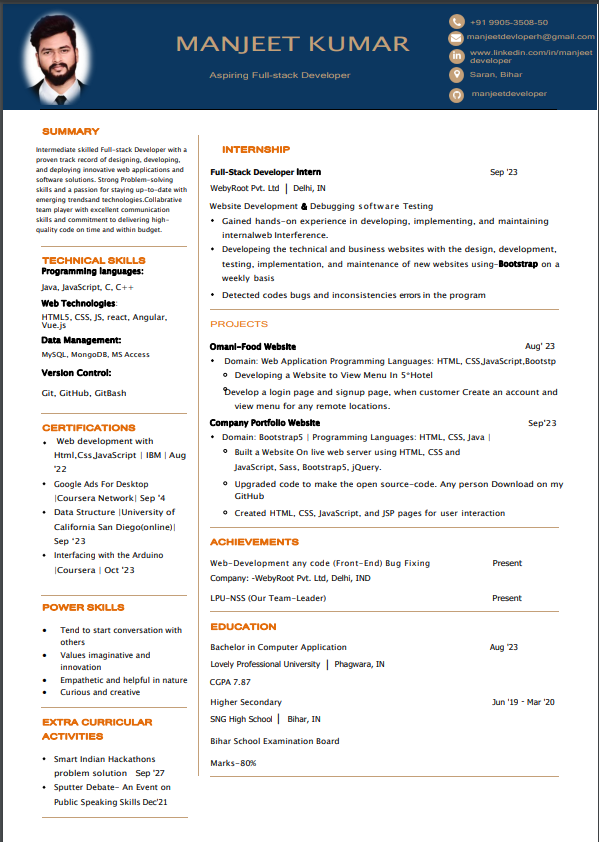 MANJEET KUMAR
Aspiring Full-stack Developer
+91 9905-3508-50
manjeetdevloperh@gmail.com
www.linkedin.com/in/manjeet
developer
Saran, Bihar
manjeetdeveloper
SUMMARY
Intermediate skilled Full-stack Developer with a
proven track record of designing, developing,
and deploying innovative web applications and
software solutions. Strong Problem-solving
skills and a passion for staying up-to-date with
emerging trendsand technologies.Collabrative
team player with excellent communication
skills and commitment to delivering high-
quality code on time and within budget.
TECHNICAL SKILLS
Programming languages:
Java, JavaScript, C, C++
Web Technologies:
HTML5, CSS, JS, react, Angular,
Vue.js
Data Management:
MySQL, MongoDB, MS Access
Version Control:
Git, GitHub, GitBash
CERTIFICATIONS
• Web development with
Html,Css,JavaScript | IBM | Aug
'22
• Google Ads For Desktop
|Coursera Network| Sep '4
• Data Structure |University of
California San Diego(online)|
Sep '23
• Interfacing with the Arduino
|Coursera | Oct '23
POWER SKILLS
• Tend to start conversation with
others
• Values imaginative and
innovation
• Empathetic and helpful in nature
• Curious and creative
EXTRA CURRICULAR
ACTIVITIES
• Smart Indian Hackathons
problem solution Sep '27
• Sputter Debate- An Event on
Public Speaking Skills Dec'21
INTERNSHIP
Full-Stack Developer Intern Sep '23
WebyRoot Pvt. Ltd | Delhi, IN
Website Development & Debugging software Testing
• Gained hands-on experience in developing, implementing, and maintaining
internalweb Interference.
• Developeing the technical and business websites with the design, development,
testing, implementation, and maintenance of new websites using-Bootstrap on a
weekly basis
• Detected codes bugs and inconsistencies errors in the program
PROJECTS
Omani-Food Website Aug' 23
• Domain: Web Application Programming Languages: HTML, CSS,JavaScript,Bootstp
Developing a Website to View Menu In 5*Hotel
Develop a login page and signup page, when customer Create an account and
view menu for any remote locations.
Company Portfolio Website Sep'23
• Domain: Bootstrap5 | Programming Languages: HTML, CSS, Java |
Built a Website On live web server using HTML, CSS and
JavaScript, Sass, Bootstrap5, jQuery.
Upgraded code to make the open source-code. Any person Download on my
GitHub
Created HTML, CSS, JavaScript, and JSP pages for user interaction
ACHIEVEMENTS
Web-Development any code (Front-End) Bug Fixing Present
Company: -WebyRoot Pvt. Ltd, Delhi, IND
LPU-NSS (Our Team-Leader) Present
EDUCATION
Bachelor in Computer Application Aug '23
Lovely Professional University | Phagwara, IN
CGPA 7.87
Higher Secondary Jun '19 - Mar '20
SNG High School | Bihar, IN
Bihar School Examination Board
Marks-80%